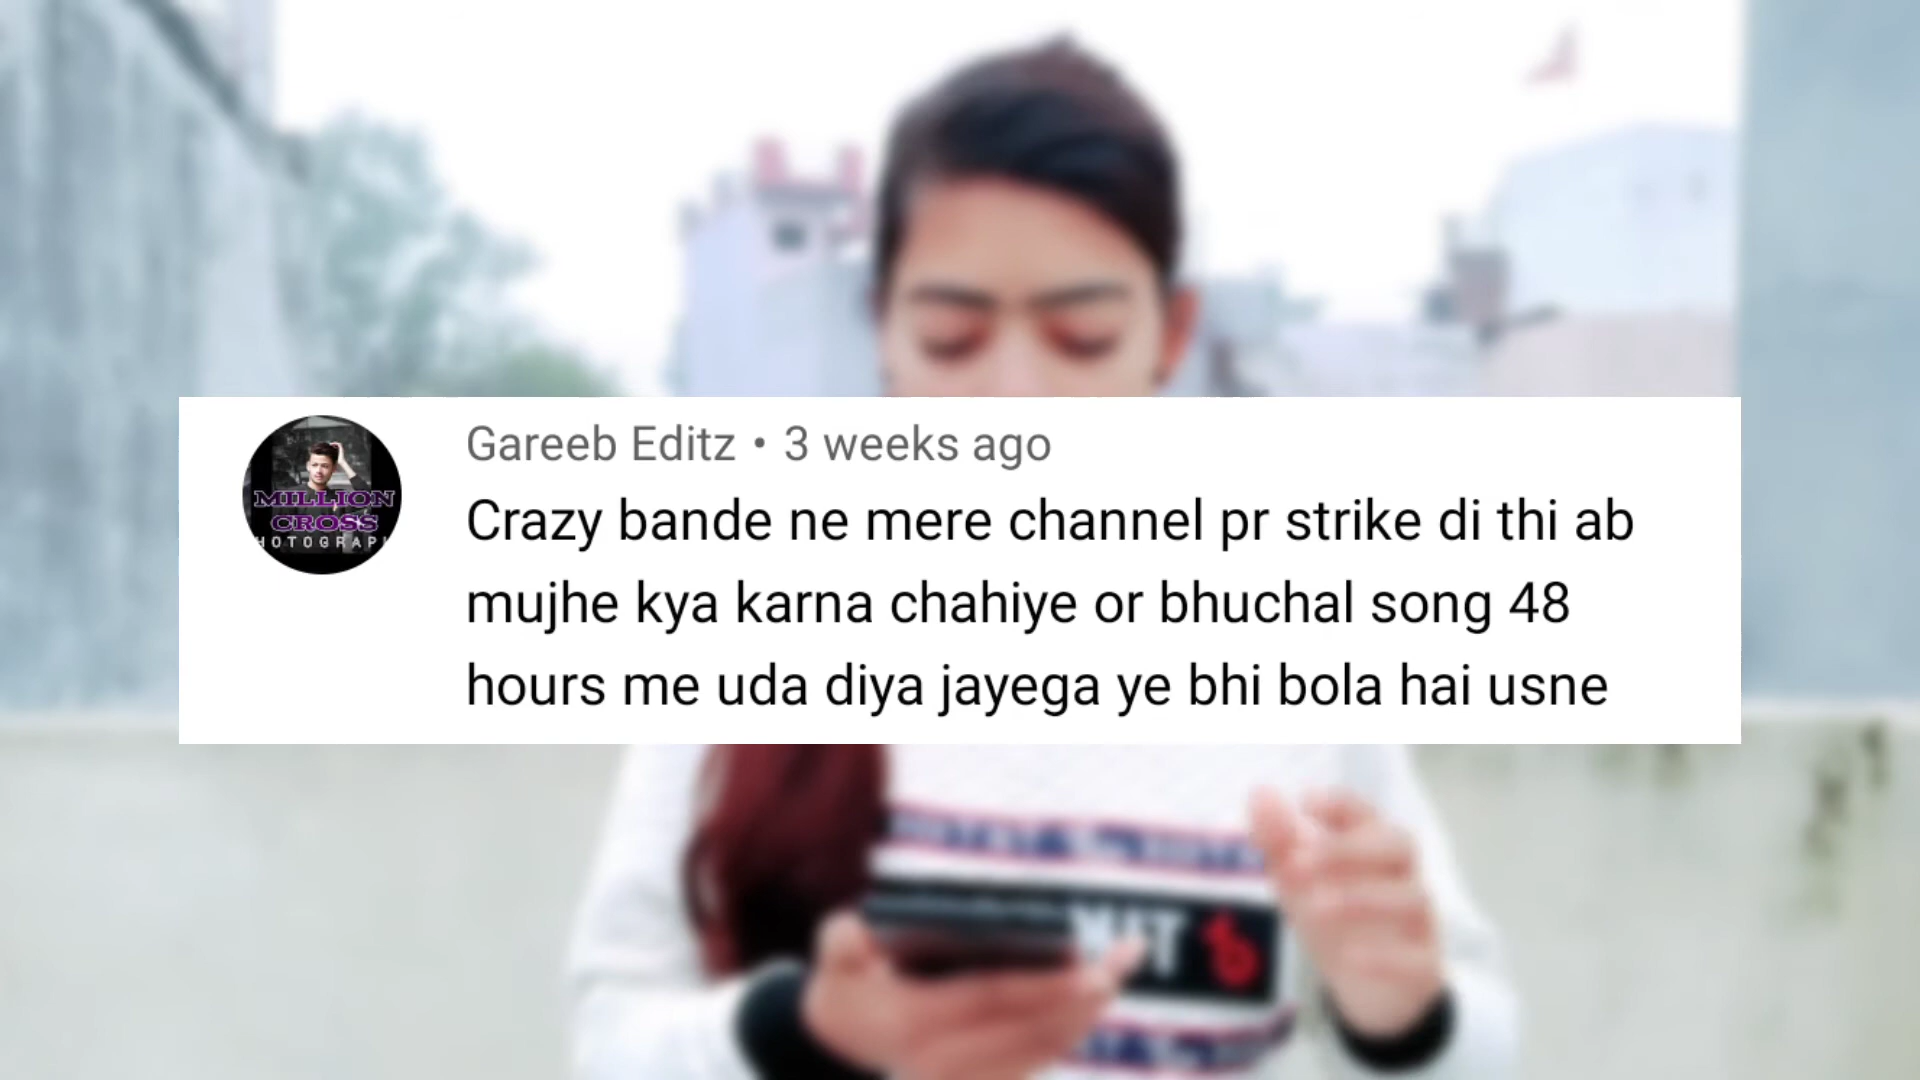 Gareeb Editz • 3 weeks ago
Crazy bande ne mere channel pr strike di thi ab
mujhe kya karna chahiye or bhuchal song 48
hours me uda diya jayega ye bhi bola hai usne
MILLION
CROSS